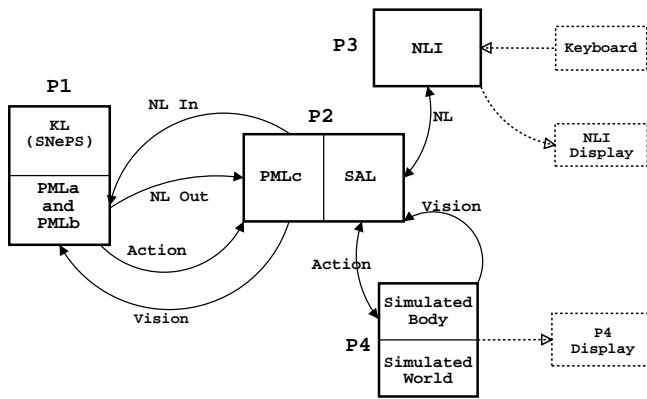 P3
NLI
Keyboard
P1
NL In
P2
NL
NLI
Display
KL
(SNePS)
PMLa
and
PMLb
NL Out
PMLc
SAL
Action
Vision
Vision
Action
Simulated
Body
P4
Simulated
World
P4
Display